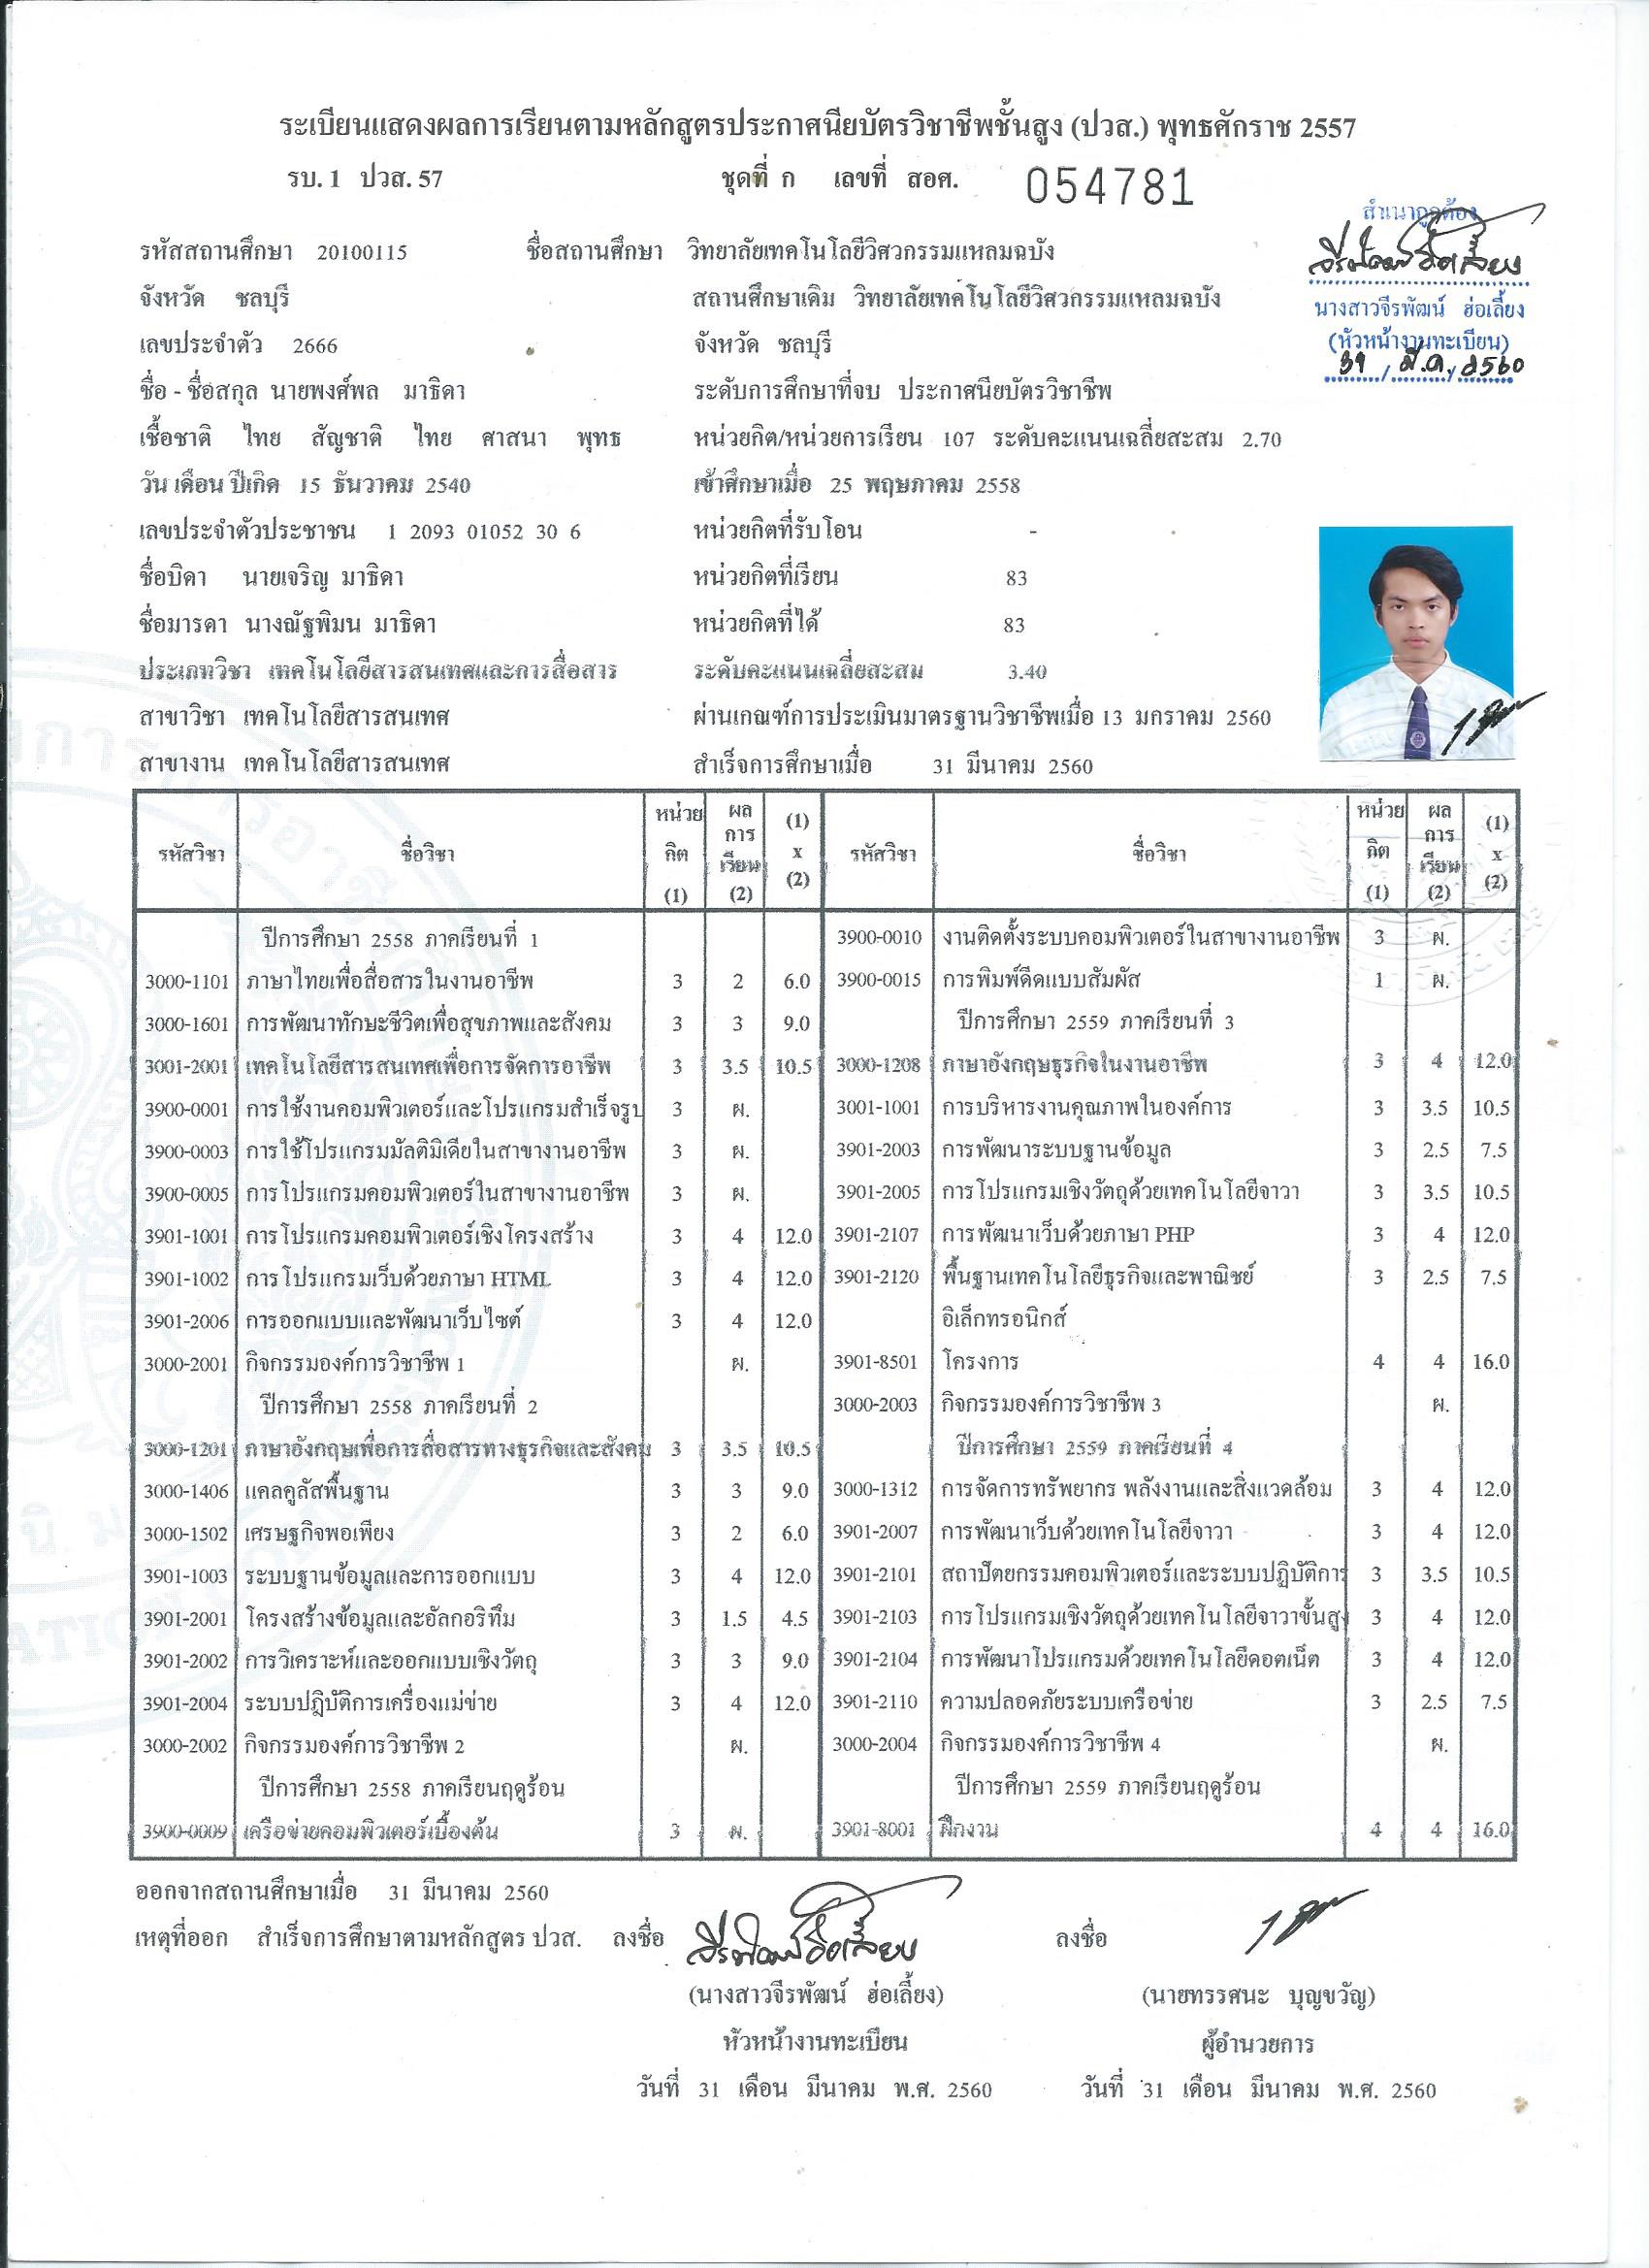 ระเบียนแสดงผลการเรียนตามหลักสูตรประกาศนียบัตรวิชาชีพชั้นสูง (ปวส.) พุทธศักราช 2557
รบ. 1 ปวส. 57 ชุดที่ ก เลขที่ สอศ. 054781
สำเนาถูกต้อง
รหัสสถานศึกษา 20100115 ชื่อสถานศึกษา วิทยาลัยเทคโนโลยีวิศวกรรมแหลมฉบัง
จังหวัด ชลบุรี สถานศึกษาเดิม วิทยาลัยเทคโนโลยีวิศวกรรมแหลมฉบัง
นางสาวจีรพัฒน์ ฮ่อเลี้ยง
(หัวหน้างานทะเบียน)
31 / มี.ค. / 2560
เลขประจำตัว 2666 จังหวัด ชลบุรี
ชื่อ - ชื่อสกุล นายพงศ์พล มาธิดา ระดับการศึกษาที่จบ ประกาศนียบัตรวิชาชีพ
เชื้อชาติ ไทย สัญชาติ ไทย ศาสนา พุทธ หน่วยกิต/หน่วยการเรียน 107 ระดับคะแนนเฉลี่ยสะสม 2.70
วัน เดือน ปีเกิด 15 ธันวาคม 2540 เข้าศึกษาเมื่อ 25 พฤษภาคม 2558
เลขประจำตัวประชาชน 1 2093 01052 30 6 หน่วยกิตที่รับโอน -
ชื่อบิดา นายเจริญ มาธิดา หน่วยกิตที่เรียน 83
ชื่อมารดา นางณัฐพิมน มาธิดา หน่วยกิตที่ได้ 83
ประเภทวิชา เทคโนโลยีสารสนเทศและการสื่อสาร ระดับคะแนนเฉลี่ยสะสม 3.40
สาขาวิชา เทคโนโลยีสารสนเทศ ผ่านเกณฑ์การประเมินมาตรฐานวิชาชีพเมื่อ 13 มกราคม 2560
สาขางาน เทคโนโลยีสารสนเทศ สำเร็จการศึกษาเมื่อ 31 มีนาคม 2560
รหัสวิชา ชื่อวิชา หน่วยกิต (1) ผลการเรียน (2) (1) x (2) รหัสวิชา ชื่อวิชา หน่วยกิต (1) ผลการเรียน (2) (1) x (2)
ปีการศึกษา 2558 ภาคเรียนที่ 1
3000-1101 ภาษาไทยเพื่อสื่อสารในงานอาชีพ 3 2 6.0
3000-1601 การพัฒนาทักษะชีวิตเพื่อสุขภาพและสังคม 3 3 9.0
3001-2001 เทคโนโลยีสารสนเทศเพื่อการจัดการอาชีพ 3 3.5 10.5
3900-0001 การใช้งานคอมพิวเตอร์และโปรแกรมสำเร็จรูป 3 ผ.
3900-0003 การใช้โปรแกรมมัลติมิเดียในสาขางานอาชีพ 3 ผ.
3900-0005 การโปรแกรมคอมพิวเตอร์ในสาขางานอาชีพ 3 ผ.
3901-1001 การโปรแกรมคอมพิวเตอร์เชิงโครงสร้าง 3 4 12.0
3901-1002 การโปรแกรมเว็บด้วยภาษา HTML 3 4 12.0
3901-2006 การออกแบบและพัฒนาเว็บไซต์ 3 4 12.0
3000-2001 กิจกรรมองค์การวิชาชีพ 1 ผ.
ปีการศึกษา 2558 ภาคเรียนที่ 2
3000-1201 ภาษาอังกฤษเพื่อการสื่อสารทางธุรกิจและสังคม 3 3.5 10.5
3000-1406 แคลคูลัสพื้นฐาน 3 3 9.0
3000-1502 เศรษฐกิจพอเพียง 3 2 6.0
3901-1003 ระบบฐานข้อมูลและการออกแบบ 3 4 12.0
3901-2001 โครงสร้างข้อมูลและอัลกอริทึม 3 1.5 4.5
3901-2002 การวิเคราะห์และออกแบบเชิงวัตถุ 3 3 9.0
3901-2004 ระบบปฏิบัติการเครื่องแม่ข่าย 3 4 12.0
3000-2002 กิจกรรมองค์การวิชาชีพ 2 ผ.
ปีการศึกษา 2558 ภาคเรียนฤดูร้อน
3900-0009 เครือข่ายคอมพิวเตอร์เบื้องต้น 3 ผ.
3900-0010 งานติดตั้งระบบคอมพิวเตอร์ในสาขางานอาชีพ 3 ผ.
3900-0015 การพิมพ์ดีดแบบสัมผัส 1 ผ.
ปีการศึกษา 2559 ภาคเรียนที่ 3
3000-1208 ภาษาอังกฤษธุรกิจในงานอาชีพ 3 4 12.0
3001-1001 การบริหารงานคุณภาพในองค์การ 3 3.5 10.5
3901-2003 การพัฒนาระบบฐานข้อมูล 3 2.5 7.5
3901-2005 การโปรแกรมเชิงวัตถุด้วยเทคโนโลยีจาวา 3 3.5 10.5
3901-2107 การพัฒนาเว็บด้วยภาษา PHP 3 4 12.0
3901-2120 พื้นฐานเทคโนโลยีธุรกิจและพาณิชย์ 3 2.5 7.5
อิเล็กทรอนิกส์
3901-8501 โครงการ 4 4 16.0
3000-2003 กิจกรรมองค์การวิชาชีพ 3 ผ.
ปีการศึกษา 2559 ภาคเรียนที่ 4
3000-1312 การจัดการทรัพยากร พลังงานและสิ่งแวดล้อม 3 4 12.0
3901-2007 การพัฒนาเว็บด้วยเทคโนโลยีจาวา 3 4 12.0
3901-2101 สถาปัตยกรรมคอมพิวเตอร์และระบบปฏิบัติการ 3 3.5 10.5
3901-2103 การโปรแกรมเชิงวัตถุด้วยเทคโนโลยีจาวาขั้นสูง 3 4 12.0
3901-2104 การพัฒนาโปรแกรมด้วยเทคโนโลยีดอตเน็ต 3 4 12.0
3901-2110 ความปลอดภัยระบบเครือข่าย 3 2.5 7.5
3000-2004 กิจกรรมองค์การวิชาชีพ 4 ผ.
ปีการศึกษา 2559 ภาคเรียนฤดูร้อน
3901-8001 ฝึกงาน 4 4 16.0
ออกจากสถานศึกษาเมื่อ 31 มีนาคม 2560
เหตุที่ออก สำเร็จการศึกษาตามหลักสูตร ปวส. ลงชื่อ ลงชื่อ
(นางสาวจีรพัฒน์ ฮ่อเลี้ยง) (นายทรรศนะ บุญขวัญ)
หัวหน้างานทะเบียน ผู้อำนวยการ
วันที่ 31 เดือน มีนาคม พ.ศ. 2560 วันที่ 31 เดือน มีนาคม พ.ศ. 2560